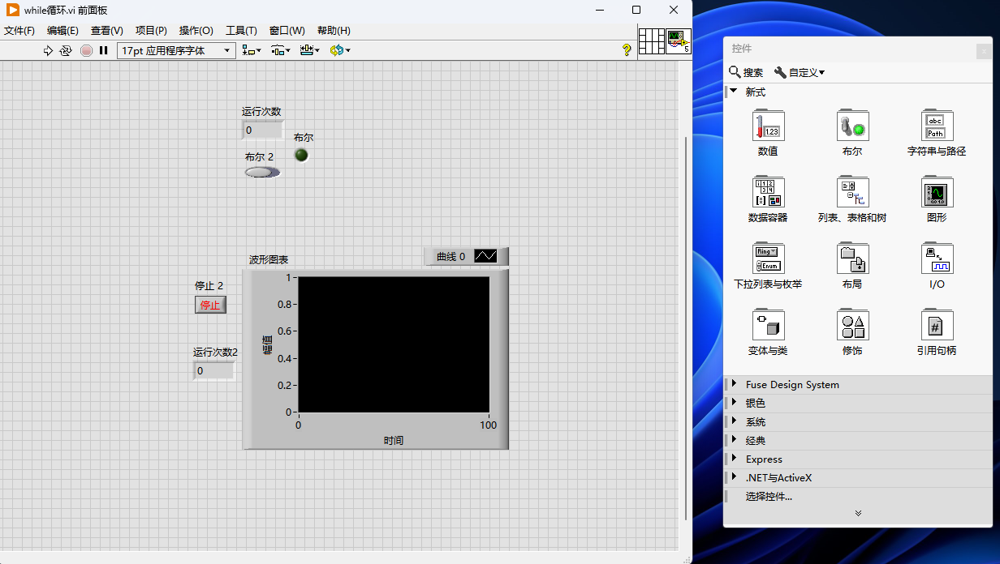 while循环.vi 前面板
文件(F) 编辑(E) 查看(V) 项目(P) 操作(O) 工具(T) 窗口(W) 帮助(H)
17pt 应用程序字体
?
5
运行次数
0
布尔
布尔 2
波形图表
曲线 0
停止 2
停止
运行次数2
0
1
0.8
0.6
0.4
0.2
0
幅值
0 100
时间
控件
搜索 自定义
新式
1.23
abc
Path
数值 布尔 字符串与路径
数据容器 列表、表格和树 图形
Ring
Enum
下拉列表与枚举 布局 I/O
#
变体与类 修饰 引用句柄
Fuse Design System
银色
系统
经典
Express
.NET与ActiveX
选择控件...